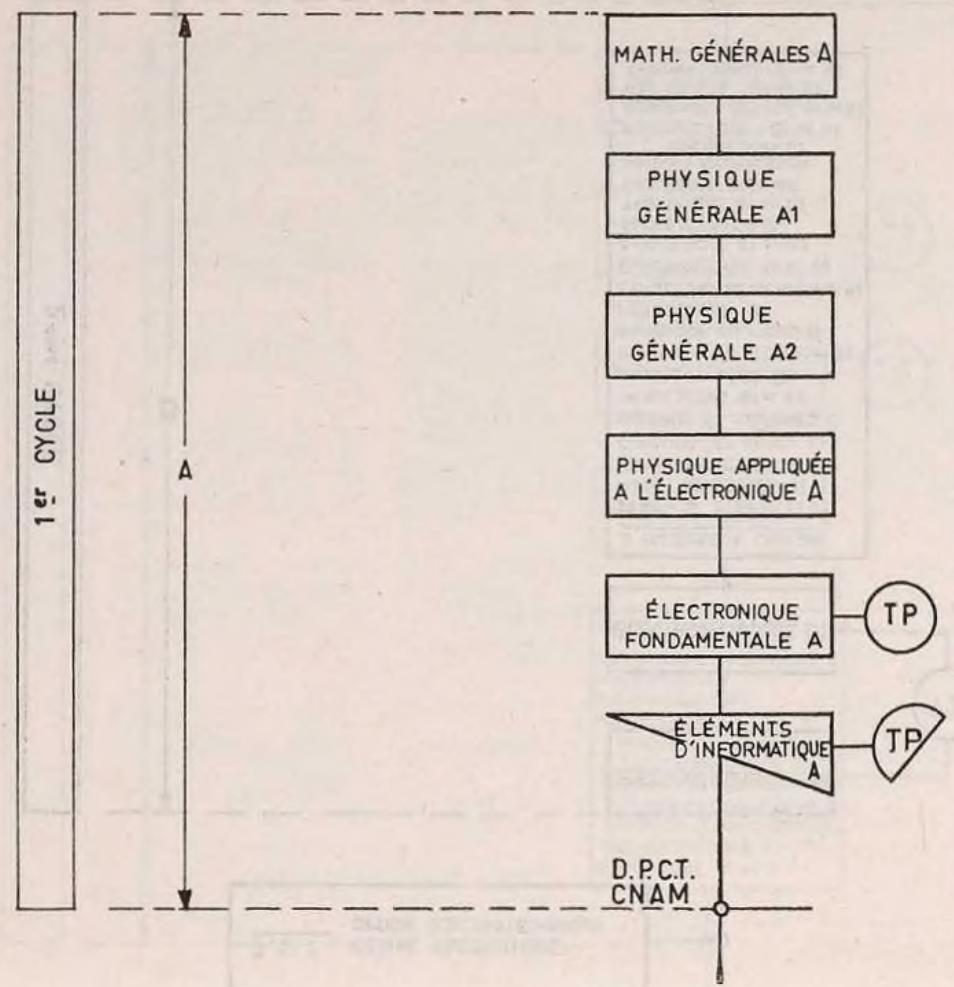 MATH. GÉNÉRALES A
PHYSIQUE
GÉNÉRALE A1
PHYSIQUE
GÉNÉRALE A2
1er CYCLE
A
PHYSIQUE APPLIQUÉE
A L'ÉLECTRONIQUE A
ÉLECTRONIQUE
FONDAMENTALE A
TP
ÉLÉMENTS
D'INFORMATIQUE
A
TP
D.P.C.T.
CNAM